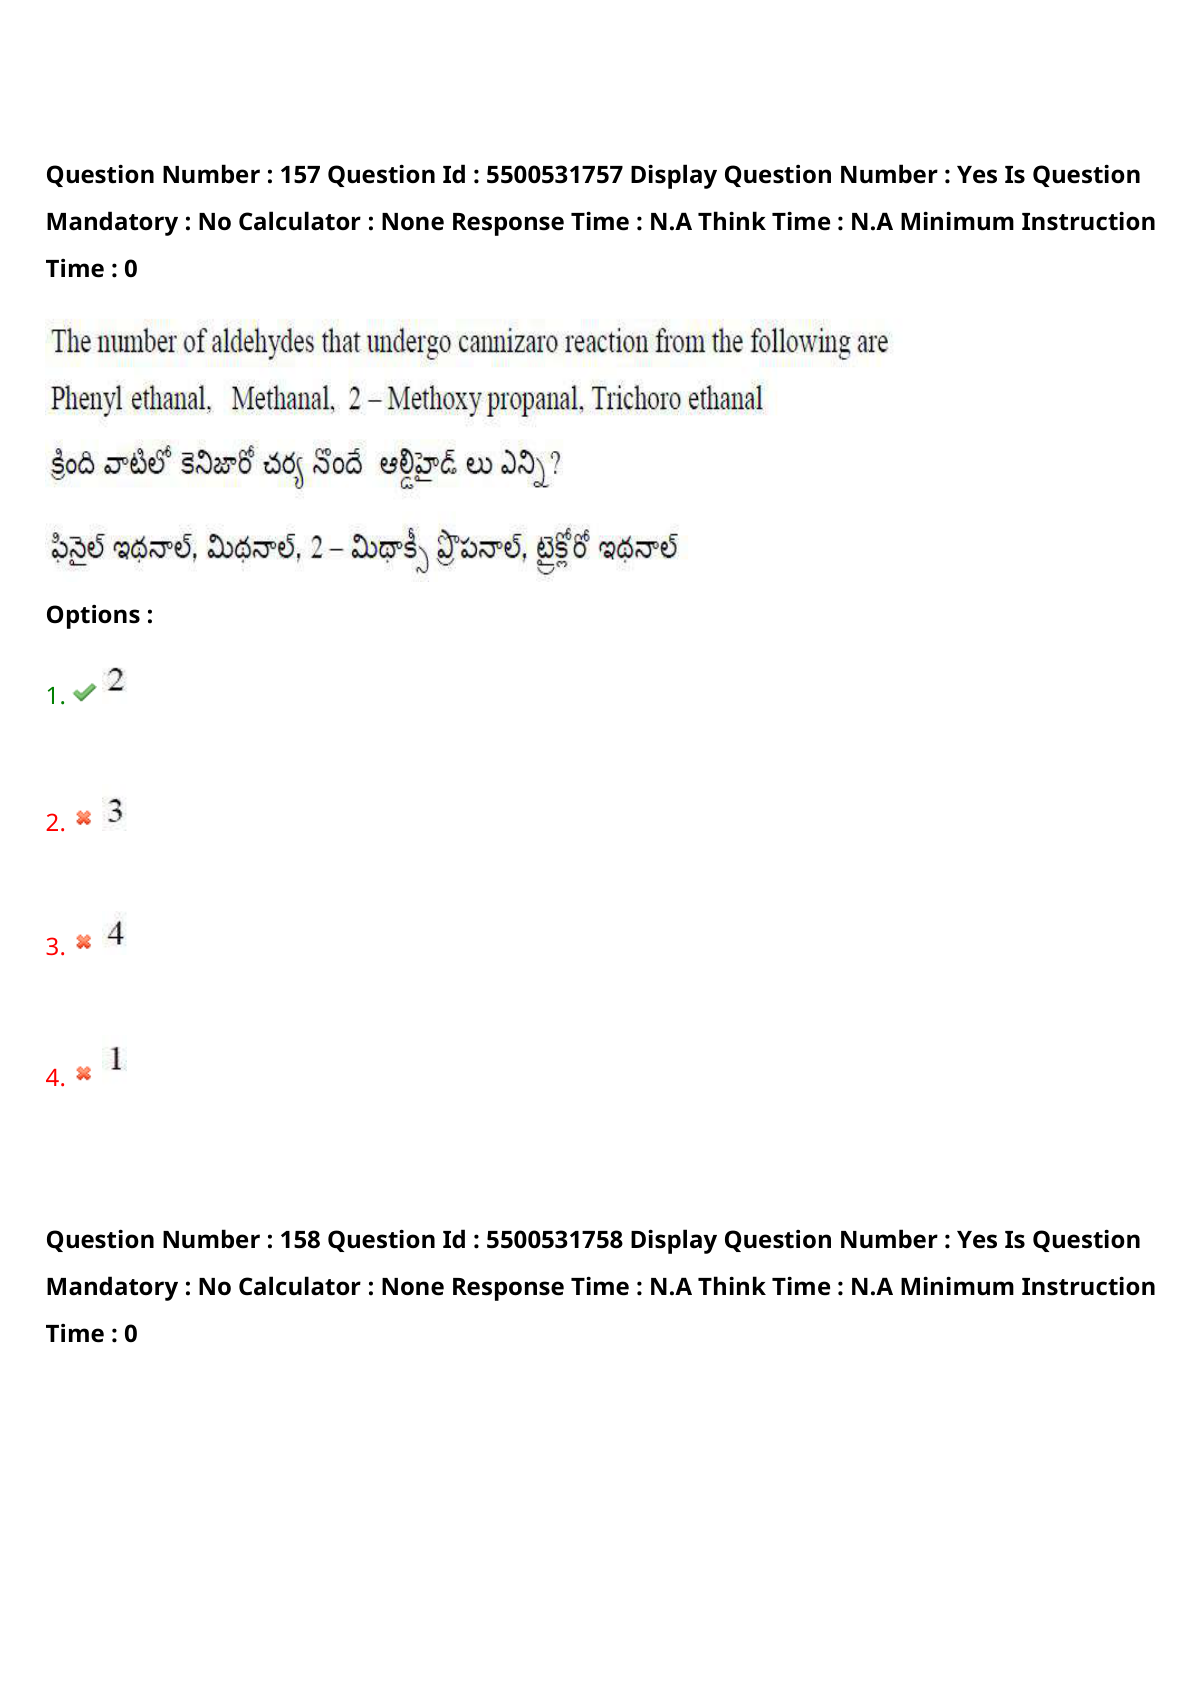 Question Number : 157 Question Id : 5500531757 Display Question Number : Yes Is Question
Mandatory : No Calculator : None Response Time : N.A Think Time : N.A Minimum Instruction
Time : 0
The number of aldehydes that undergo cannizaro reaction from the following are
Phenyl ethanal, Methanal, 2 – Methoxy propanal, Trichoro ethanal
క్రింది వాటిలో కెనిజారో చర్య నొందే ఆల్డిహైడ్ లు ఎన్ని?
ఫినైల్ ఇథనాల్, మిథనాల్, 2 – మిథాక్సీ ప్రొపనాల్, ట్రైక్లోరో ఇథనాల్
Options :
1. 2
2. 3
3. 4
4. 1
Question Number : 158 Question Id : 5500531758 Display Question Number : Yes Is Question
Mandatory : No Calculator : None Response Time : N.A Think Time : N.A Minimum Instruction
Time : 0